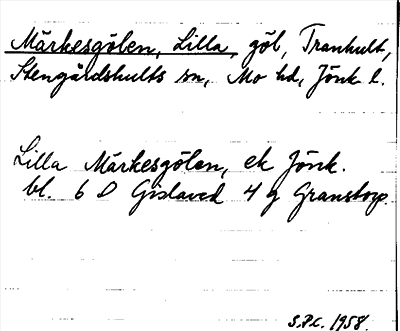 Märkesgölen, Lilla, göl, Tranhult,
Stengårdshults sn, Mo hd, Jönk l.
Lilla Märkesgölen, ek Jönk.
bl. 6 D Gislaved 4 g Granstorp.
S.P.C. 1958.